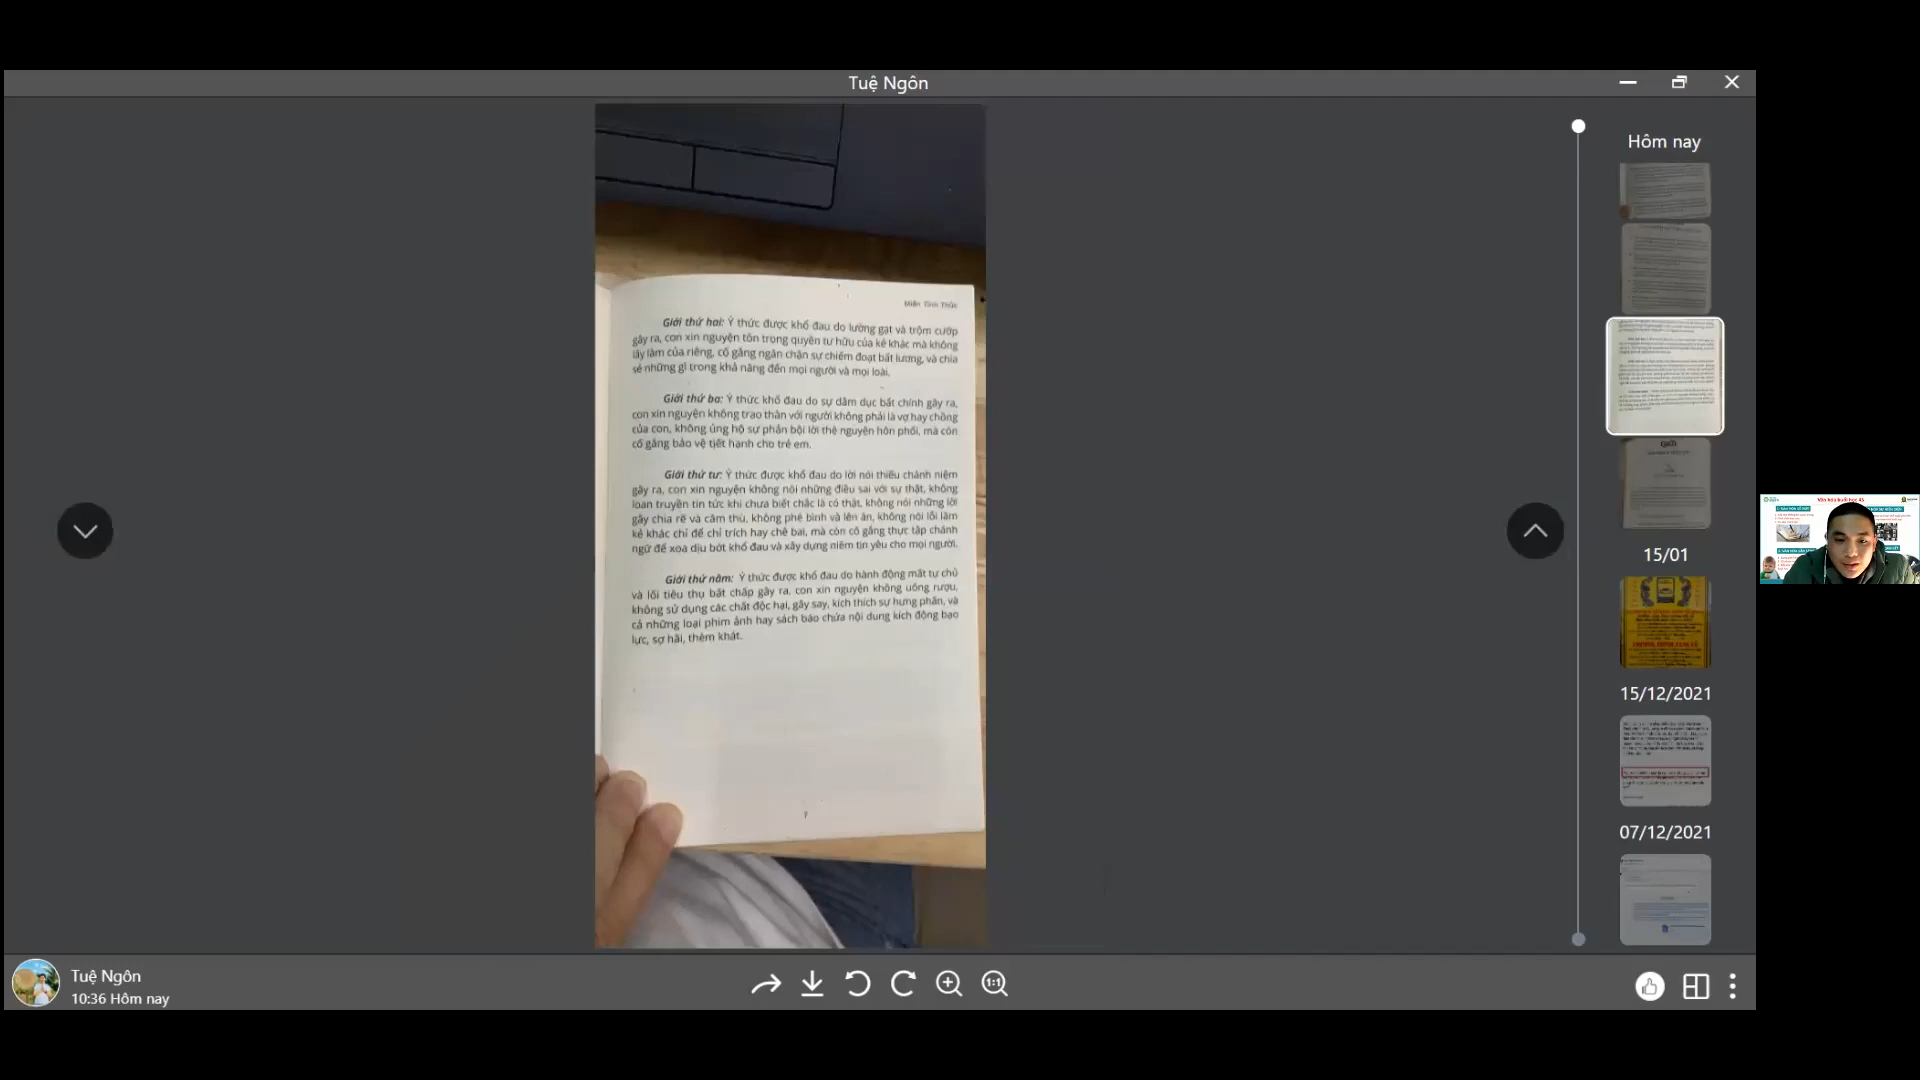 Tuệ Ngôn
Miền Tỉnh Thức
Giới thứ hai: Ý thức được khổ đau do lường gạt và trộm cướp
gây ra, con xin nguyện tôn trọng quyền tư hữu của kẻ khác mà không
lấy làm của riêng, cố gắng ngăn chặn sự chiếm đoạt bất lương, và chia
sẻ những gì trong khả năng đến mọi người và mọi loài.
Giới thứ ba: Ý thức khổ đau do sự dâm dục bất chính gây ra,
con xin nguyện không trao thân với người không phải là vợ hay chồng
của con, không ủng hộ sự phản bội lời thệ nguyện hôn phối, mà còn
cố gắng bảo vệ tiết hạnh cho trẻ em.
Giới thứ tư: Ý thức được khổ đau do lời nói thiếu chánh niệm
gây ra, con xin nguyện không nói những điều sai với sự thật, không
loan truyền tin tức khi chưa biết chắc là có thật, không nói những lời
gây chia rẽ và căm thù, không phê bình và lên án, không nói lỗi lầm
kẻ khác chỉ để chỉ trích hay chê bai, mà còn cố gắng thực tập chánh
ngữ để xoa dịu bớt khổ đau và xây dựng niềm tin yêu cho mọi người.
Giới thứ năm: Ý thức được khổ đau do hành động mất tự chủ
và lối tiêu thụ bất chấp gây ra, con xin nguyện không uống rượu,
không sử dụng các chất độc hại, gây say, kích thích sự hưng phấn, và
cả những loại phim ảnh hay sách báo chứa nội dung kích động bạo
lực, sợ hãi, thèm khát.
7
Hôm nay
15/01
15/12/2021
07/12/2021
Văn hóa buổi học 4S
Tuệ Ngôn
10:36 Hôm nay
1:1